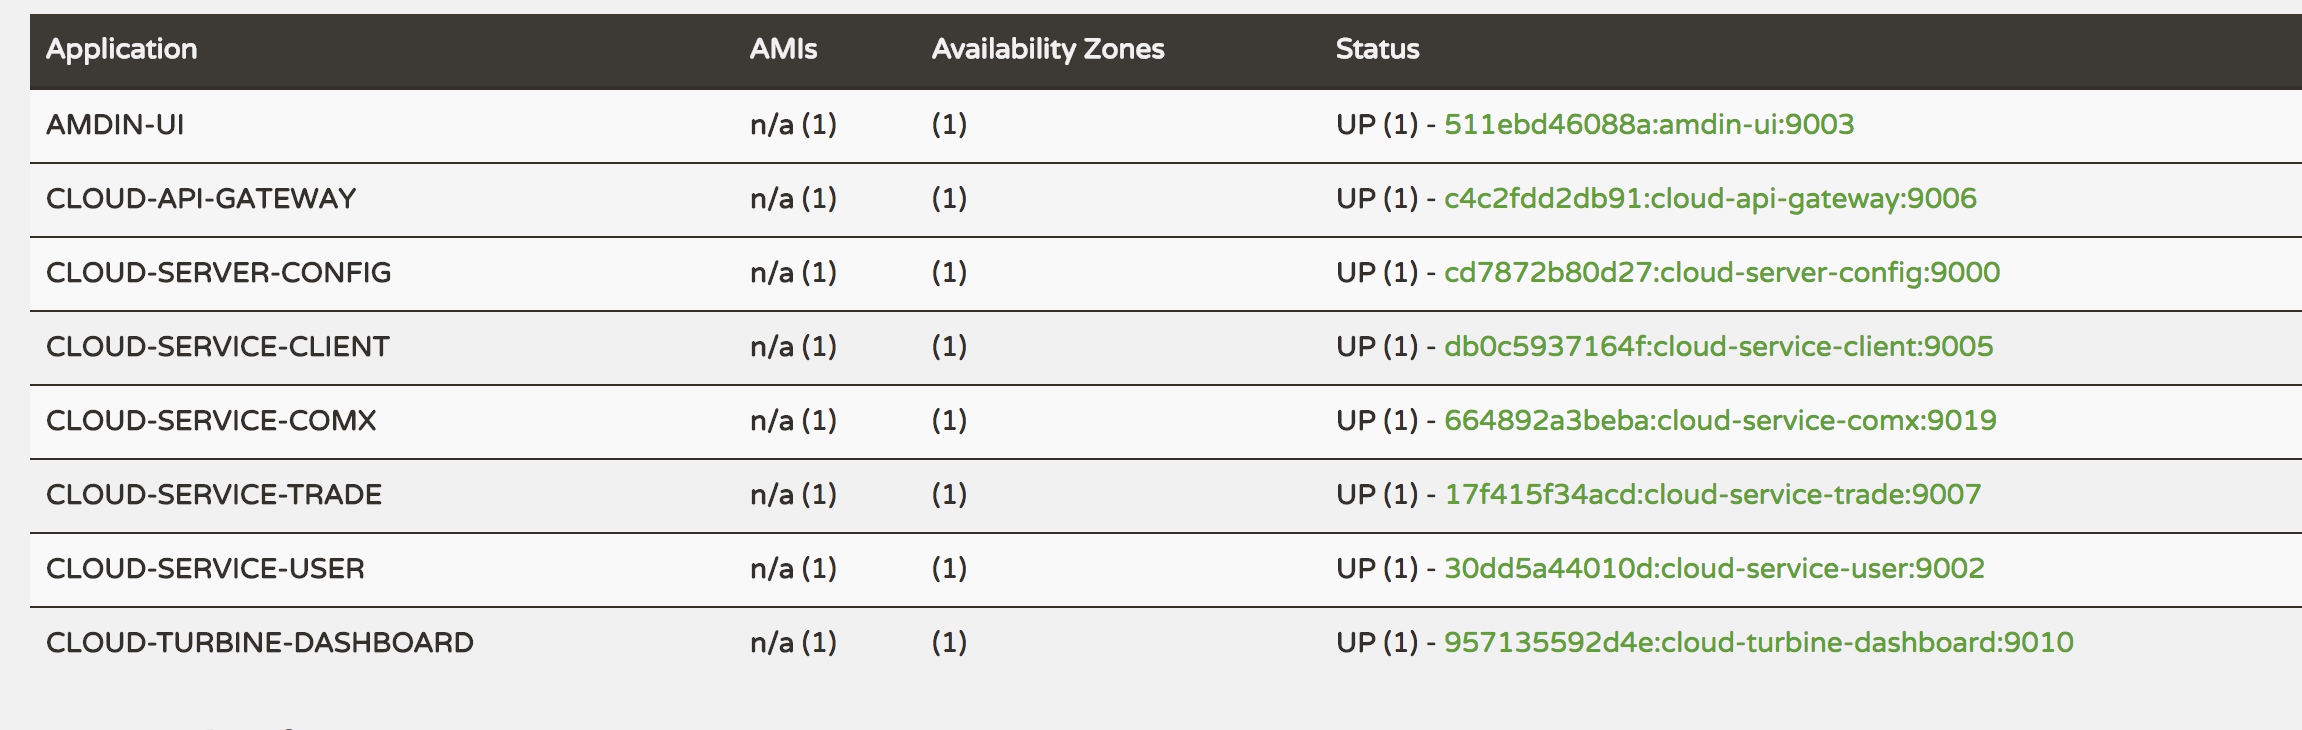 Application AMIs Availability Zones Status
AMDIN-UI n/a (1) (1) UP (1) - 511ebd46088a:amdin-ui:9003
CLOUD-API-GATEWAY n/a (1) (1) UP (1) - c4c2fdd2db91:cloud-api-gateway:9006
CLOUD-SERVER-CONFIG n/a (1) (1) UP (1) - cd7872b80d27:cloud-server-config:9000
CLOUD-SERVICE-CLIENT n/a (1) (1) UP (1) - db0c5937164f:cloud-service-client:9005
CLOUD-SERVICE-COMX n/a (1) (1) UP (1) - 664892a3beba:cloud-service-comx:9019
CLOUD-SERVICE-TRADE n/a (1) (1) UP (1) - 17f415f34acd:cloud-service-trade:9007
CLOUD-SERVICE-USER n/a (1) (1) UP (1) - 30dd5a44010d:cloud-service-user:9002
CLOUD-TURBINE-DASHBOARD n/a (1) (1) UP (1) - 957135592d4e:cloud-turbine-dashboard:9010